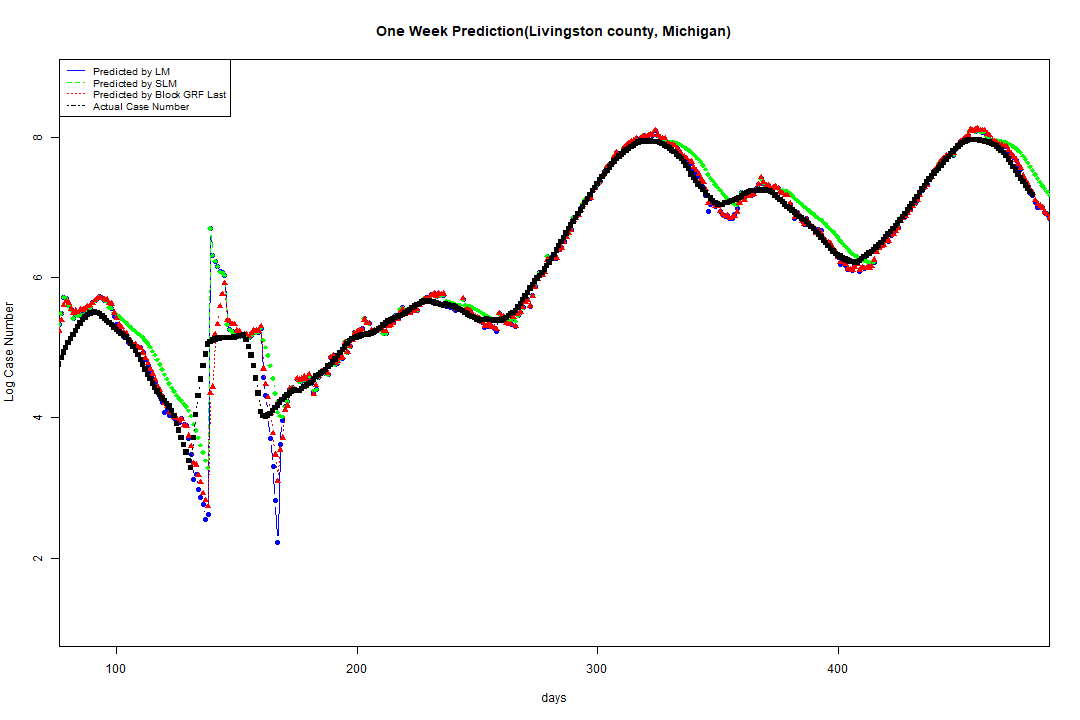 One Week Prediction(Livingston county, Michigan)
Predicted by LM
Predicted by SLM
Predicted by Block GRF Last
Actual Case Number
8
6
4
2
Log Case Number
100 200 300 400
days